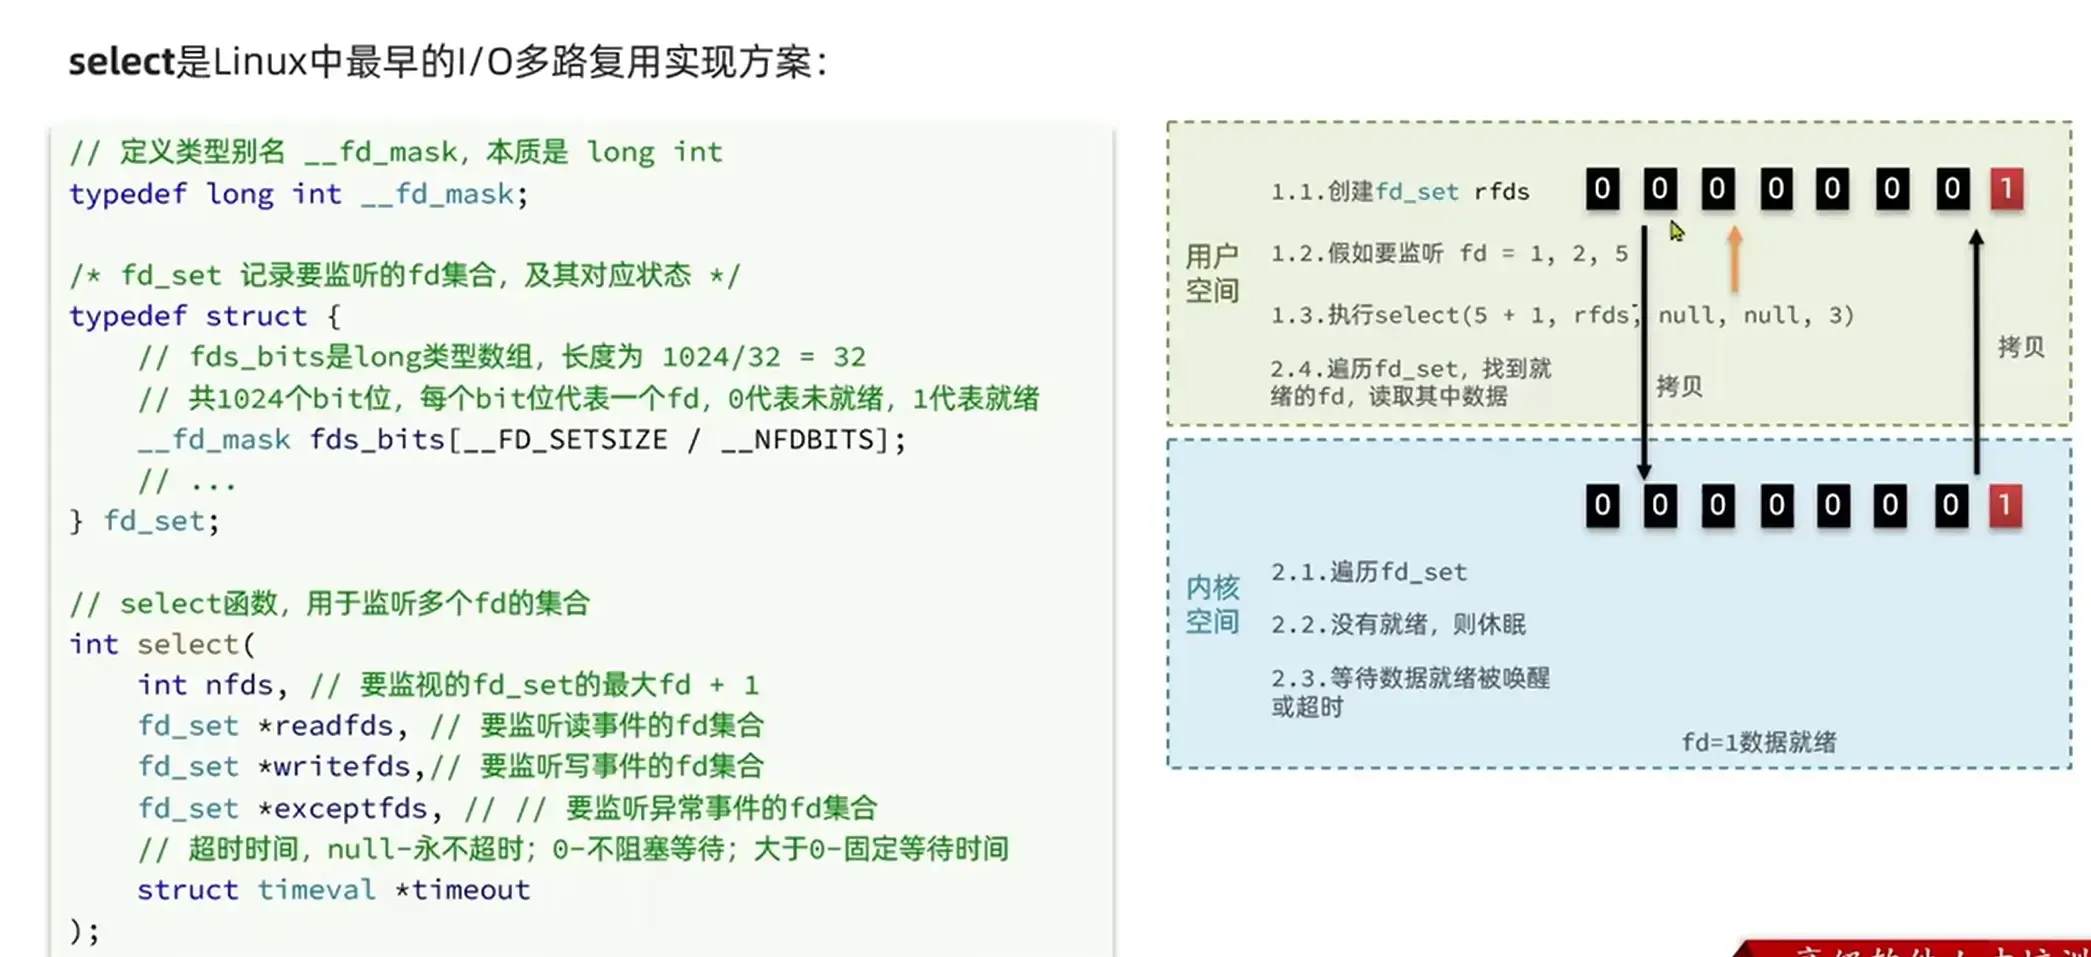 select是Linux中最早的I/O多路复用实现方案：
// 定义类型别名 __fd_mask，本质是 long int
typedef long int __fd_mask;
/* fd_set 记录要监听的fd集合，及其对应状态 */
typedef struct {
// fds_bits是long类型数组，长度为 1024/32 = 32
// 共1024个bit位，每个bit位代表一个fd，0代表未就绪，1代表就绪
__fd_mask fds_bits[__FD_SETSIZE / __NFDBITS];
// ...
} fd_set;
// select函数，用于监听多个fd的集合
int select(
int nfds, // 要监视的fd_set的最大fd + 1
fd_set *readfds, // 要监听读事件的fd集合
fd_set *writefds,// 要监听写事件的fd集合
fd_set *exceptfds, // // 要监听异常事件的fd集合
// 超时时间，null-永不超时；0-不阻塞等待；大于0-固定等待时间
struct timeval *timeout
);
用户
空间
1.1.创建fd_set rfds
0 0 0 0 0 0 0 1
1.2.假如要监听 fd = 1, 2, 5
1.3.执行select(5 + 1, rfds, null, null, 3)
2.4.遍历fd_set，找到就
绪的fd，读取其中数据
拷贝
拷贝
0 0 0 0 0 0 0 1
内核
空间
2.1.遍历fd_set
2.2.没有就绪，则休眠
2.3.等待数据就绪被唤醒
或超时
fd=1数据就绪